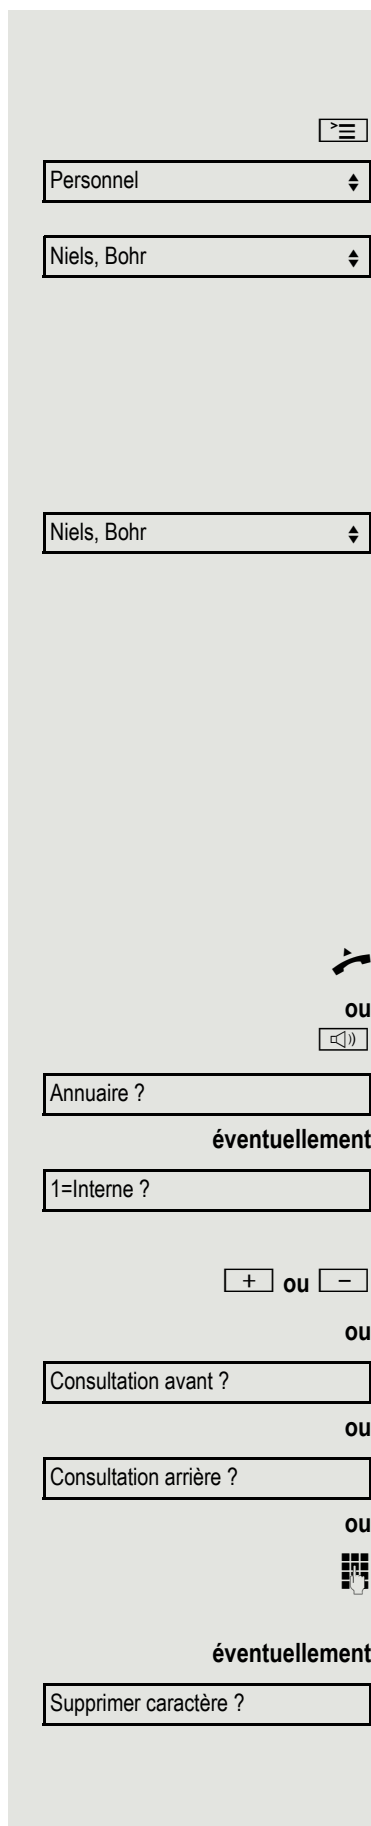 Personnel
Niels, Bohr
Niels, Bohr
ou
Annuaire ?
éventuellement
1=Interne ?
+ ou −
ou
Consultation avant ?
ou
Consultation arrière ?
ou
éventuellement
Supprimer caractère ?